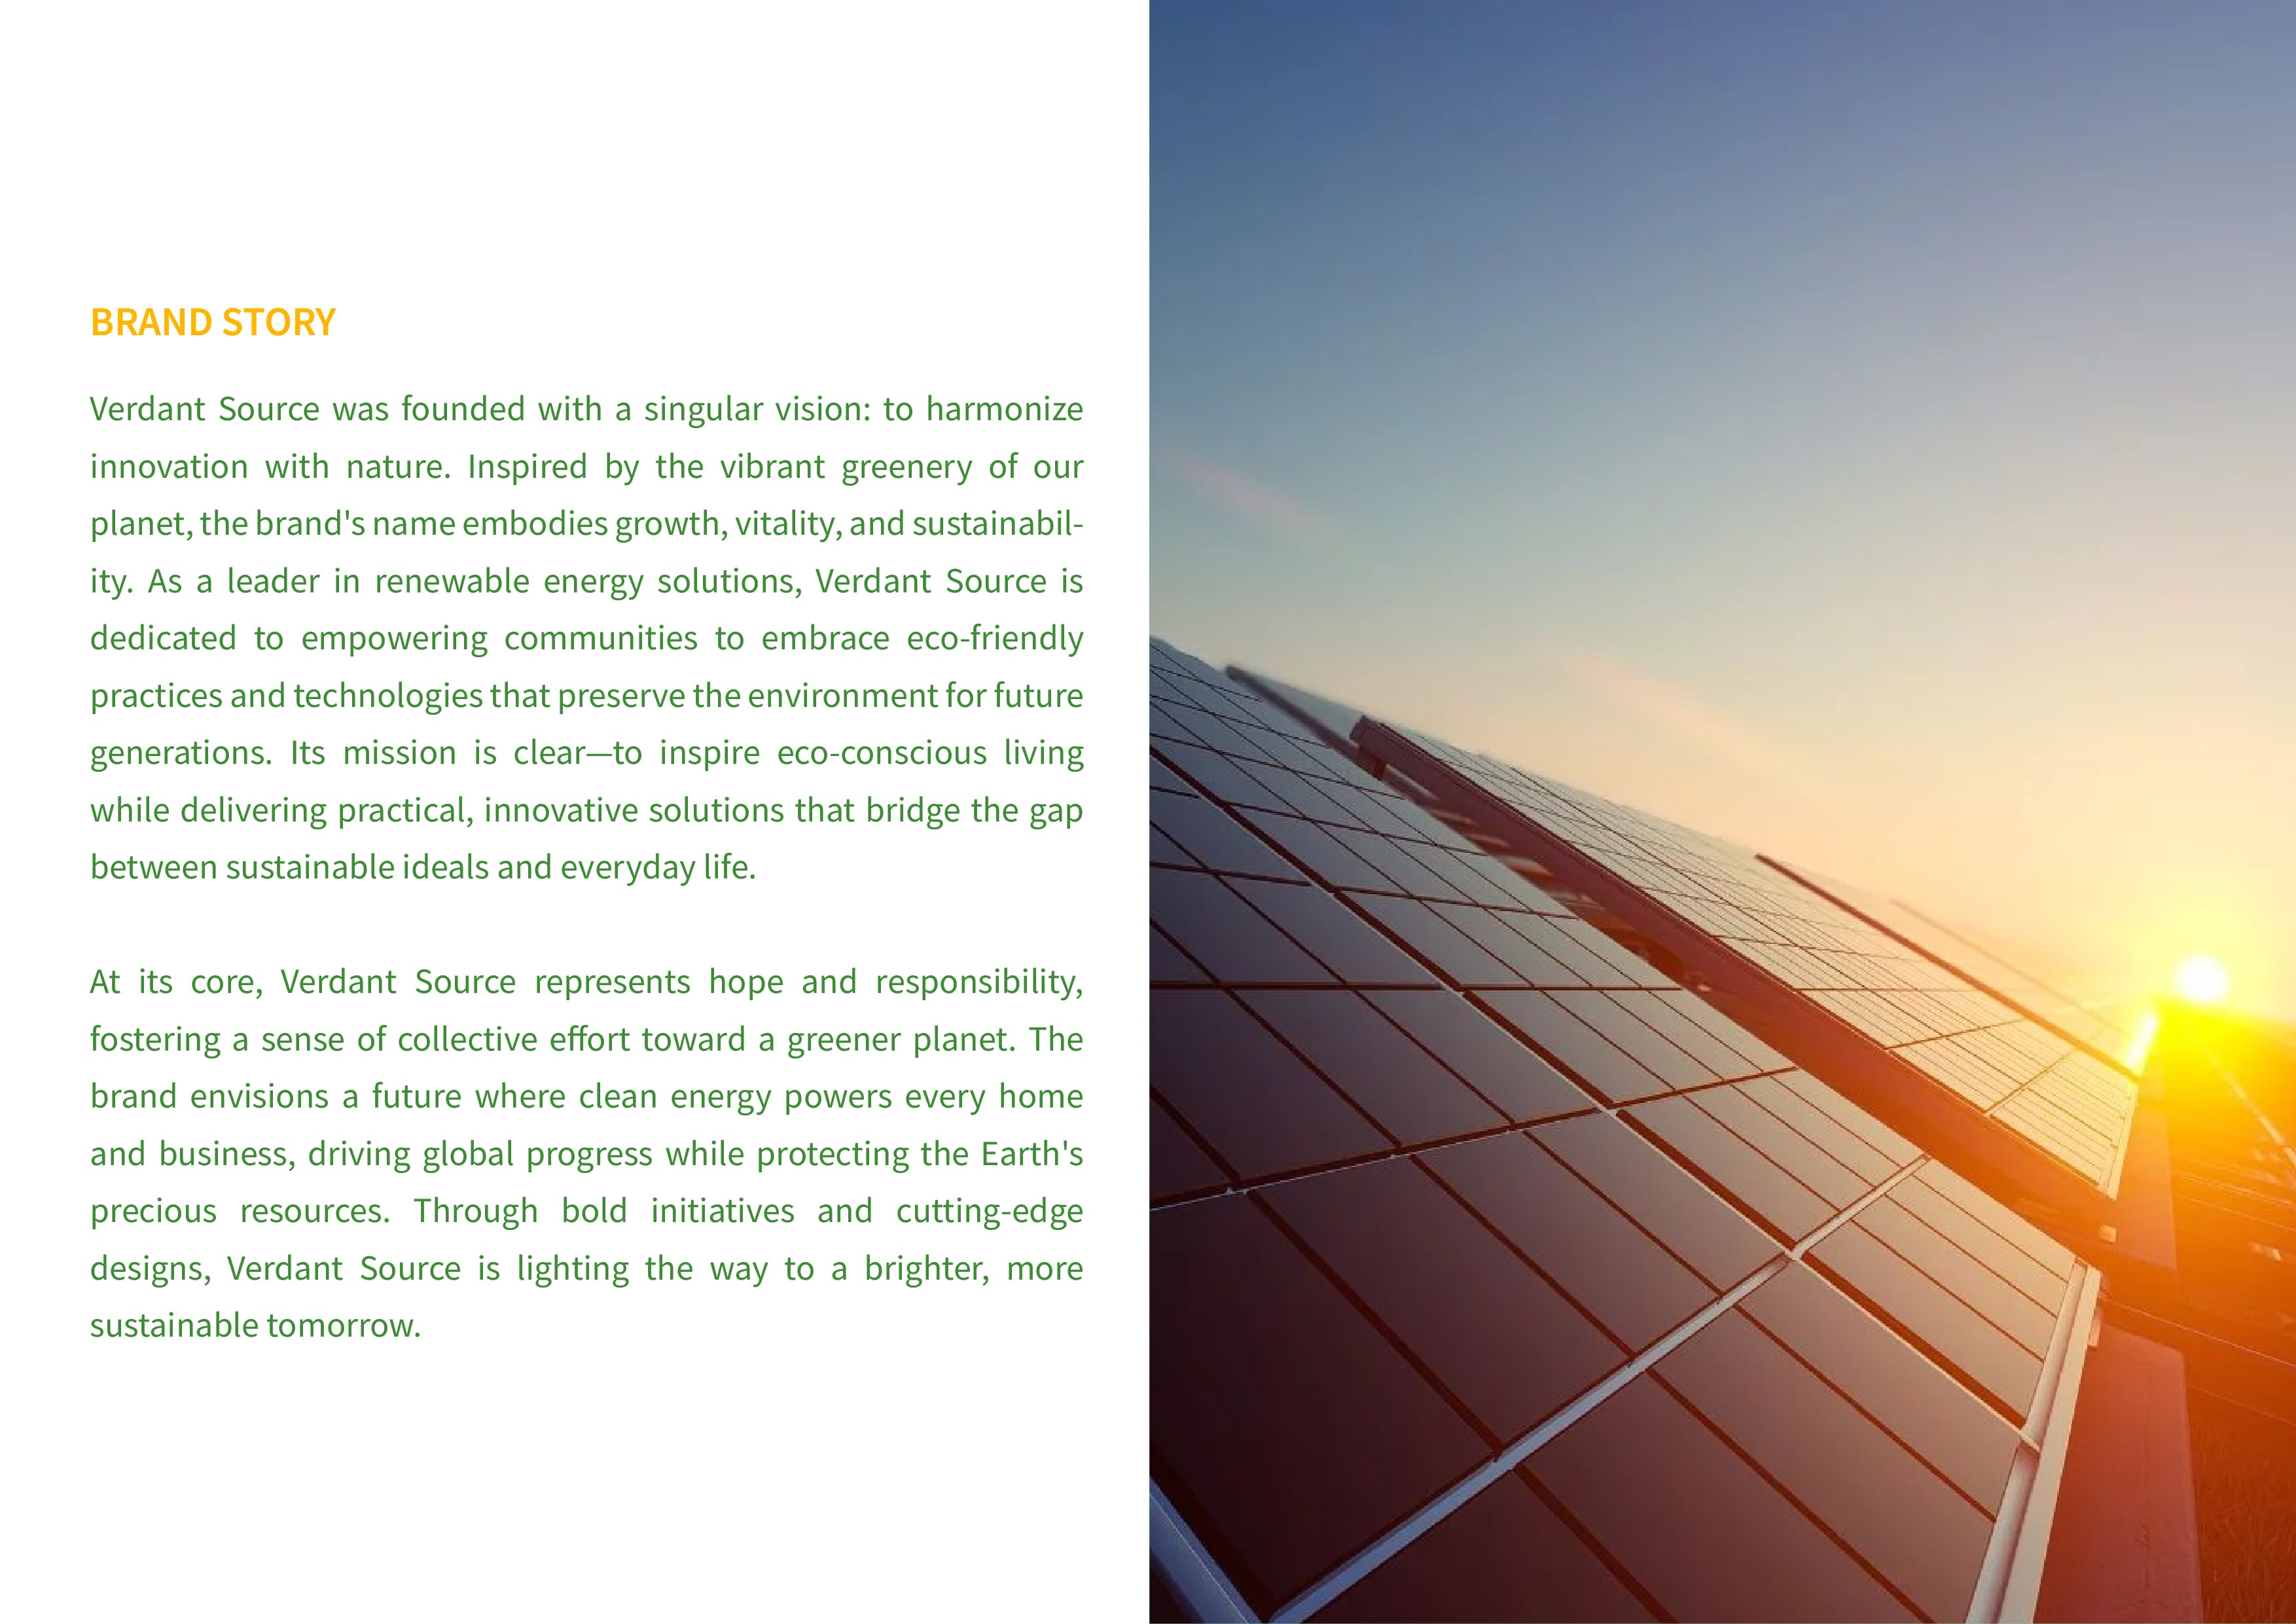 BRAND STORY
Verdant Source was founded with a singular vision: to harmonize
innovation with nature. Inspired by the vibrant greenery of our
planet, the brand's name embodies growth, vitality, and sustainabil-
ity. As a leader in renewable energy solutions, Verdant Source is
dedicated to empowering communities to embrace eco-friendly
practices and technologies that preserve the environment for future
generations. Its mission is clear—to inspire eco-conscious living
while delivering practical, innovative solutions that bridge the gap
between sustainable ideals and everyday life.
At its core, Verdant Source represents hope and responsibility,
fostering a sense of collective effort toward a greener planet. The
brand envisions a future where clean energy powers every home
and business, driving global progress while protecting the Earth's
precious resources. Through bold initiatives and cutting-edge
designs, Verdant Source is lighting the way to a brighter, more
sustainable tomorrow.